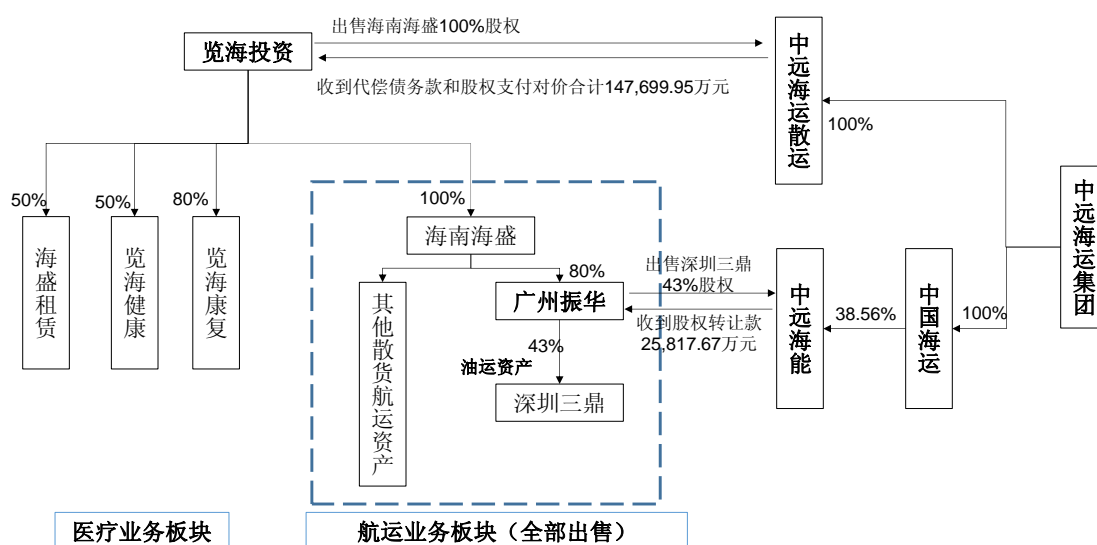 出售海南海盛100%股权
览海投资
收到代偿债务款和股权支付对价合计147,699.95万元
中远海运散运
100%
中远海运集团
50%
50%
80%
100%
海盛租赁
览海健康
览海康复
海南海盛
80%
其他散货航运资产
广州振华
出售深圳三鼎
43%股权
收到股权转让款
25,817.67万元
中远海能
38.56%
中国海运
100%
43%
油运资产
深圳三鼎
医疗业务板块
航运业务板块（全部出售）